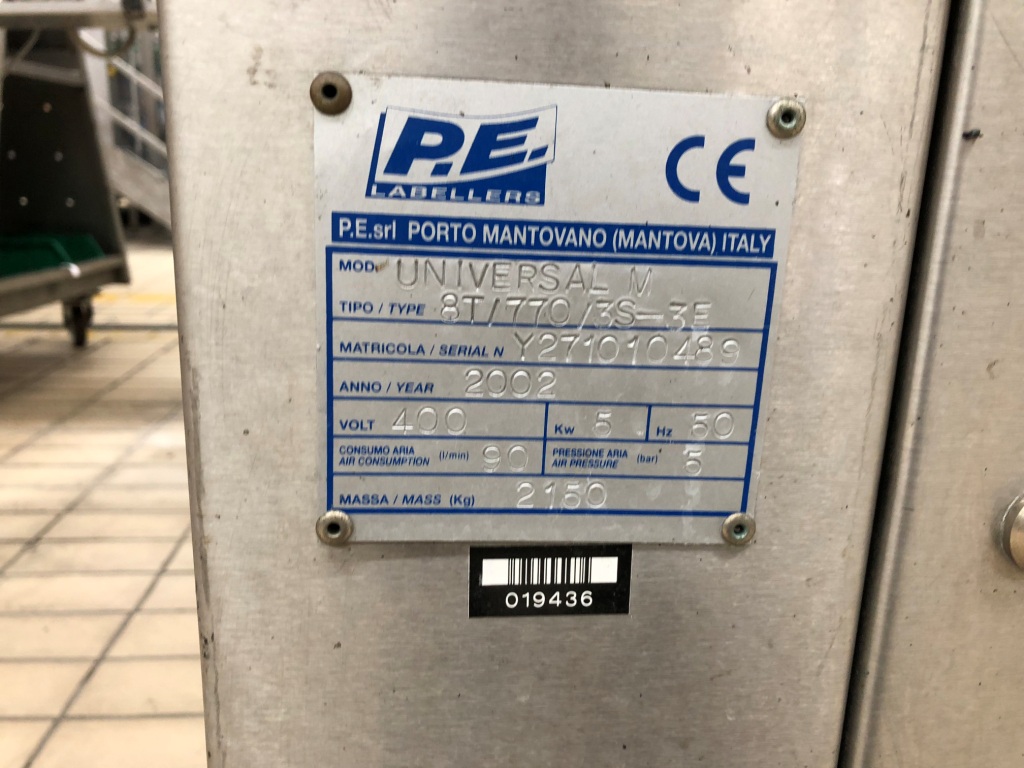 P.E.
LABELLERS
CE
P.E.srl PORTO MANTOVANO (MANTOVA) ITALY
MOD. UNIVERSAL M
TIPO / TYPE 8T/770/3S-3E
MATRICOLA / SERIAL N Y271010489
ANNO / YEAR 2002
VOLT 400 Kw 5 Hz 50
CONSUMO ARIA (l/min) 90 PRESSIONE ARIA (bar) 5
AIR CONSUMPTION AIR PRESSURE
MASSA / MASS (Kg) 2150
019436